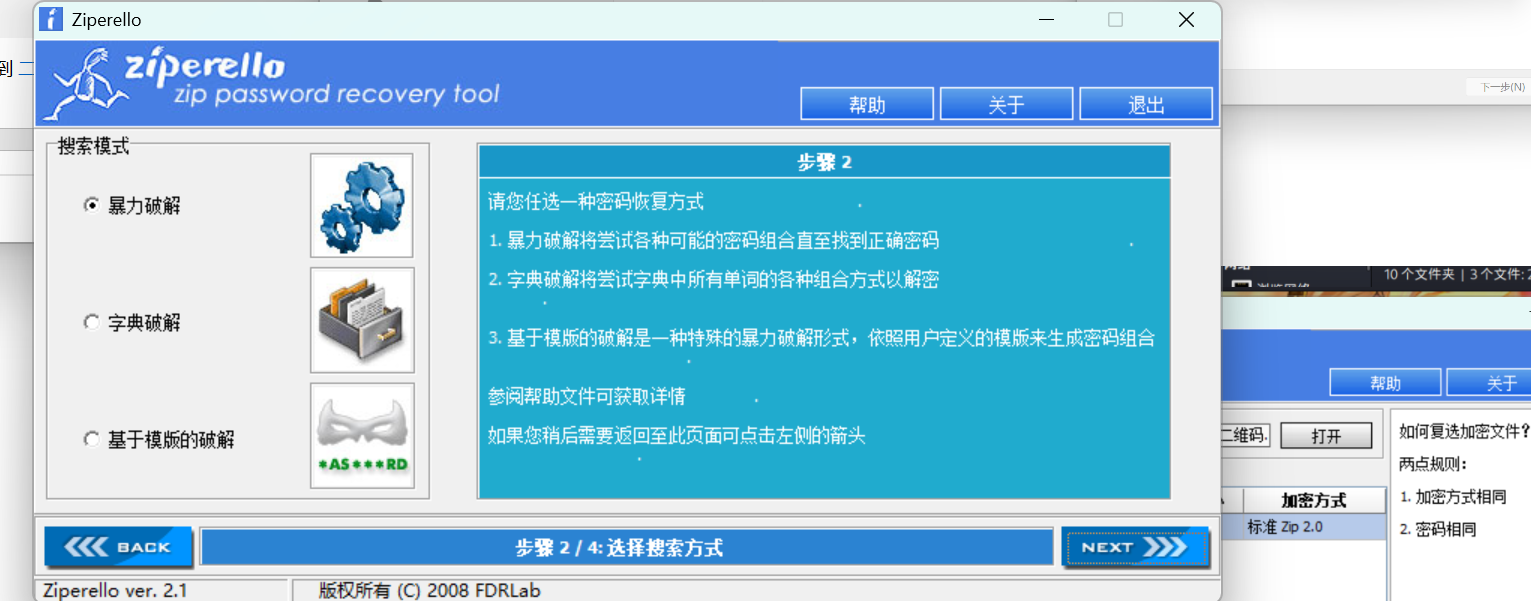 Ziperello
到 二
ziperello
zip password recovery tool
下一步(N)
帮助
关于
退出
搜索模式
暴力破解
字典破解
基于模版的破解
*AS***RD
步骤 2
请您任选一种密码恢复方式
1. 暴力破解将尝试各种可能的密码组合直至找到正确密码
2. 字典破解将尝试字典中所有单词的各种组合方式以解密
3. 基于模版的破解是一种特殊的暴力破解形式，依照用户定义的模版来生成密码组合
参阅帮助文件可获取详情
如果您稍后需要返回至此页面可点击左侧的箭头
10 个文件夹 | 3 个文件: 2
帮助
关于
二维码.
打开
如何复选加密文件?
两点规则:
1. 加密方式相同
2. 密码相同
加密方式
标准 Zip 2.0
BACK
步骤 2 / 4: 选择搜索方式
NEXT
Ziperello ver. 2.1
版权所有 (C) 2008 FDRLab